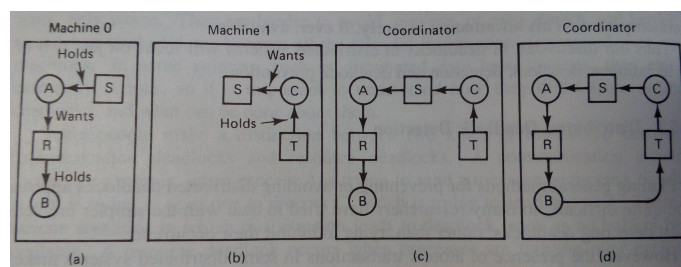 Machine 0
Holds
A
S
Wants
R
Holds
B
(a)
Machine 1
Wants
S
C
Holds
T
(b)
Coordinator
A
S
C
R
T
B
(c)
Coordinator
A
S
C
R
T
B
(d)